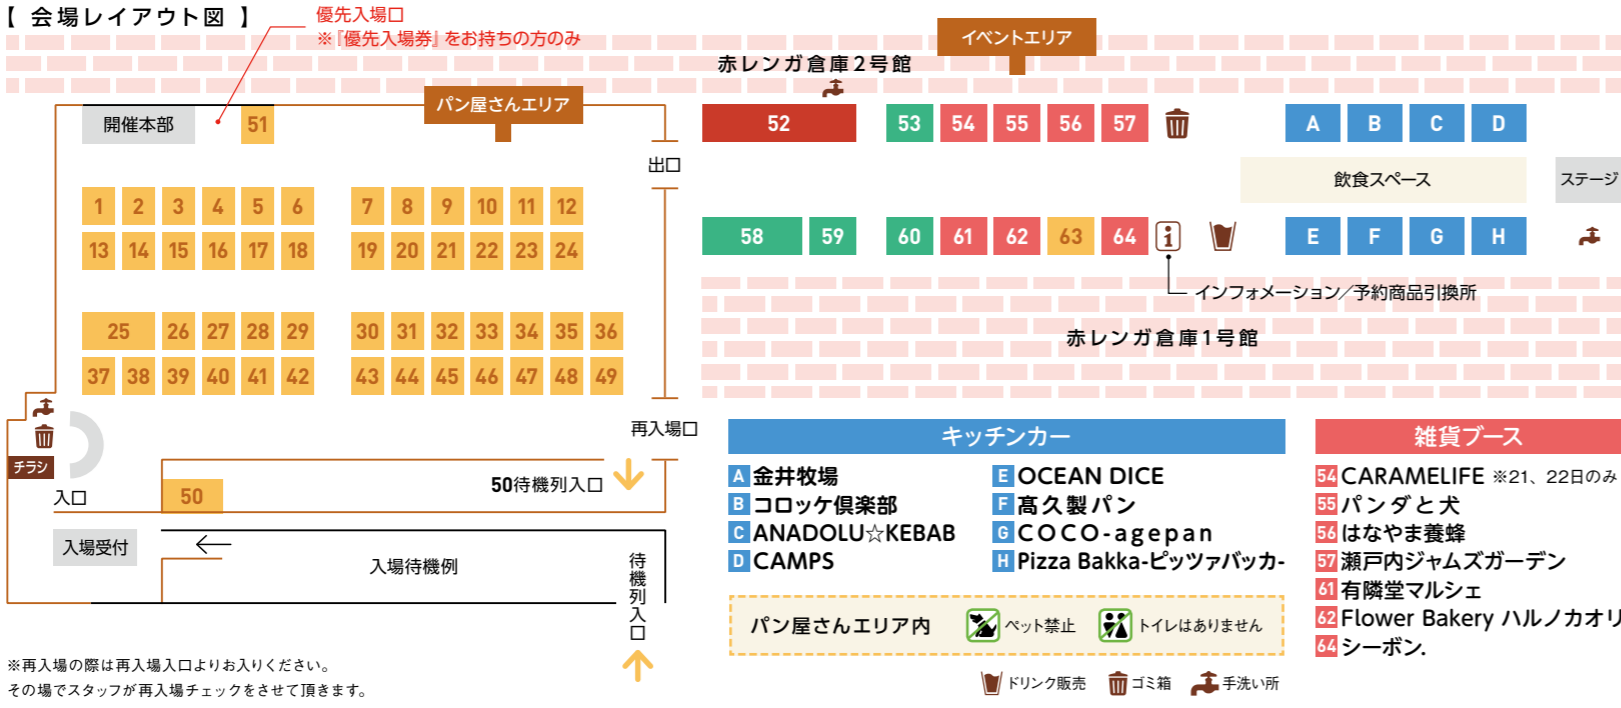 【 会場レイアウト図 】
優先入場口
※『優先入場券』をお持ちの方のみ
イベントエリア
赤レンガ倉庫2号館
パン屋さんエリア
開催本部
51
出口
52 53 54 55 56 57
A B C D
飲食スペース
ステージ
1 2 3 4 5 6 7 8 9 10 11 12
13 14 15 16 17 18 19 20 21 22 23 24
58 59 60 61 62 63 64 i
E F G H
インフォメーション/予約商品引換所
赤レンガ倉庫1号館
25 26 27 28 29 30 31 32 33 34 35 36
37 38 39 40 41 42 43 44 45 46 47 48 49
再入場口
チラシ
入口
50
50待機列入口
入場受付
入場待機例
待機列入口
※再入場の際は再入場入口よりお入りください。
その場でスタッフが再入場チェックをさせて頂きます。
キッチンカー
A 金井牧場
B コロッケ倶楽部
C ANADOLU☆KEBAB
D CAMPS
E OCEAN DICE
F 髙久製パン
G COCO-agepan
H Pizza Bakka-ピッツァバッカ-
雑貨ブース
54 CARAMELIFE ※21、22日のみ
55 パンダと犬
56 はなやま養蜂
57 瀬戸内ジャムズガーデン
61 有隣堂マルシェ
62 Flower Bakery ハルノカオリ
64 シーボン.
パン屋さんエリア内 ペット禁止 トイレはありません
ドリンク販売 ゴミ箱 手洗い所